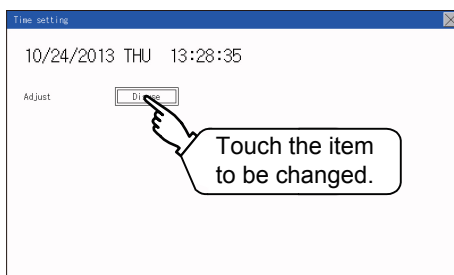 Time setting
10/24/2013 THU 13:28:35
Adjust
Touch the item
to be changed.